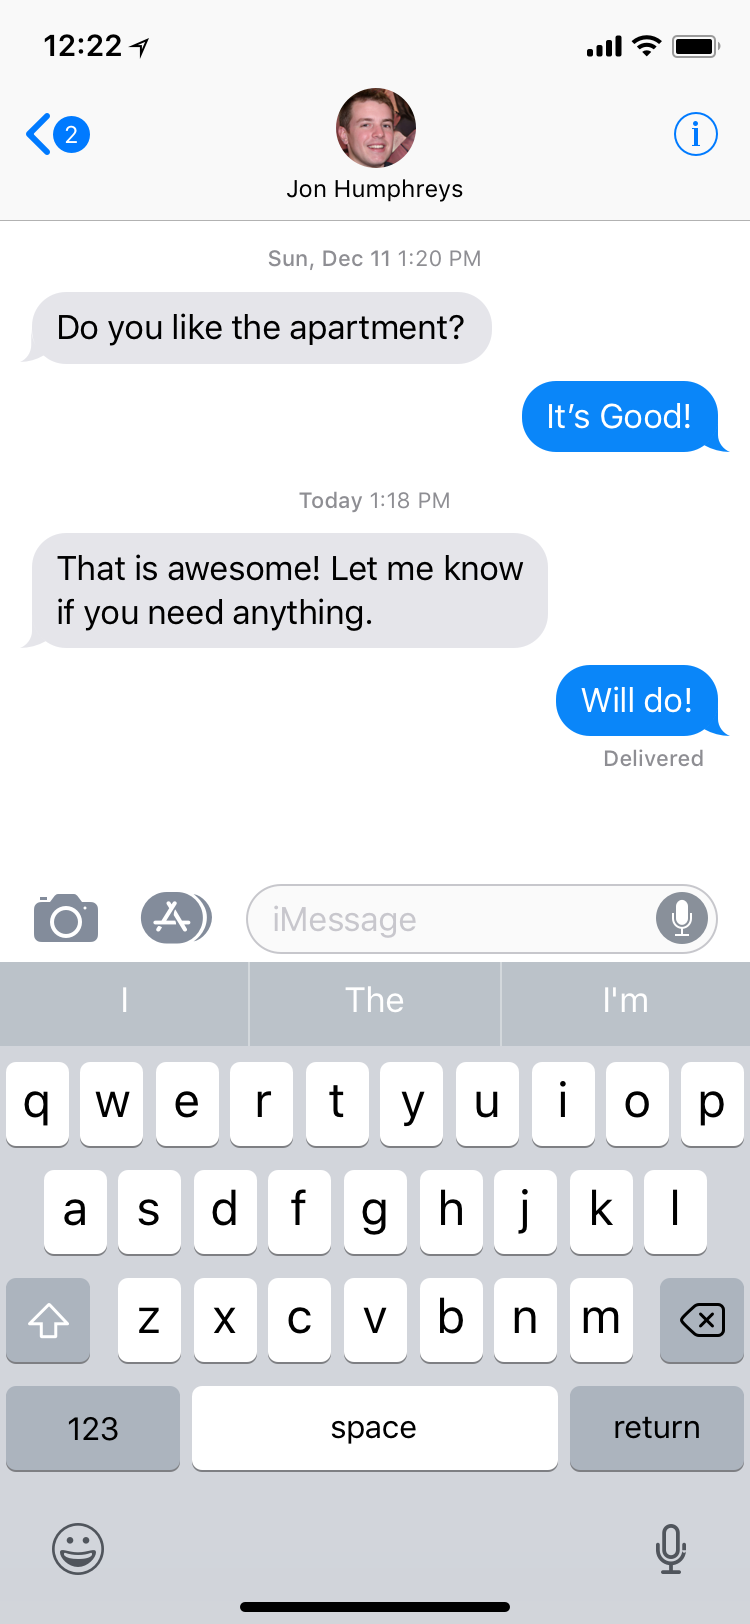 12:22
2
i
Jon Humphreys
Sun, Dec 11 1:20 PM
Do you like the apartment?
It’s Good!
Today 1:18 PM
That is awesome! Let me know
if you need anything.
Will do!
Delivered
iMessage
I The I'm
q w e r t y u i o p
a s d f g h j k l
z x c v b n m
123 space return